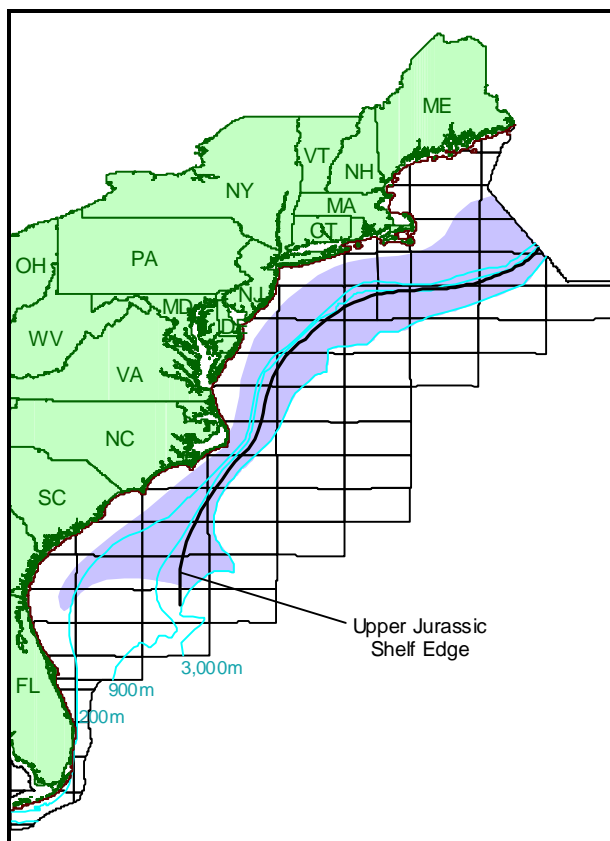 ME
VT
NH
NY
MA
CT
PA
NJ
OH
MD
DE
WV
VA
NC
SC
Upper Jurassic
Shelf Edge
3,000m
FL
900m
200m